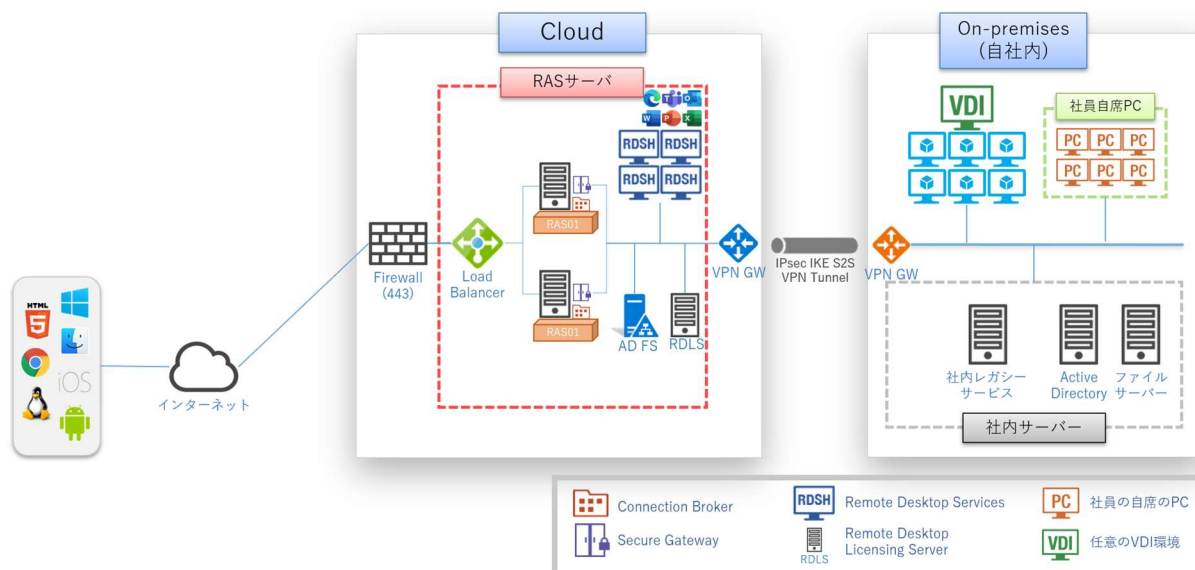 Cloud
On-premises
(自社内)
RASサーバ
VDI
社員自席PC
PC PC PC
PC PC PC
RDSH RDSH
RDSH RDSH
RAS01
RAS01
Firewall
(443)
Load
Balancer
VPN GW
IPsec IKE S2S
VPN Tunnel
VPN GW
AD FS
RDLS
HTML
5
iOS
インターネット
社内レガシー
サービス
Active
Directory
ファイル
サーバー
社内サーバー
Connection Broker
RDSH Remote Desktop Services
PC 社員の自席のPC
Secure Gateway
Remote Desktop
Licensing Server
RDLS
VDI 任意のVDI環境